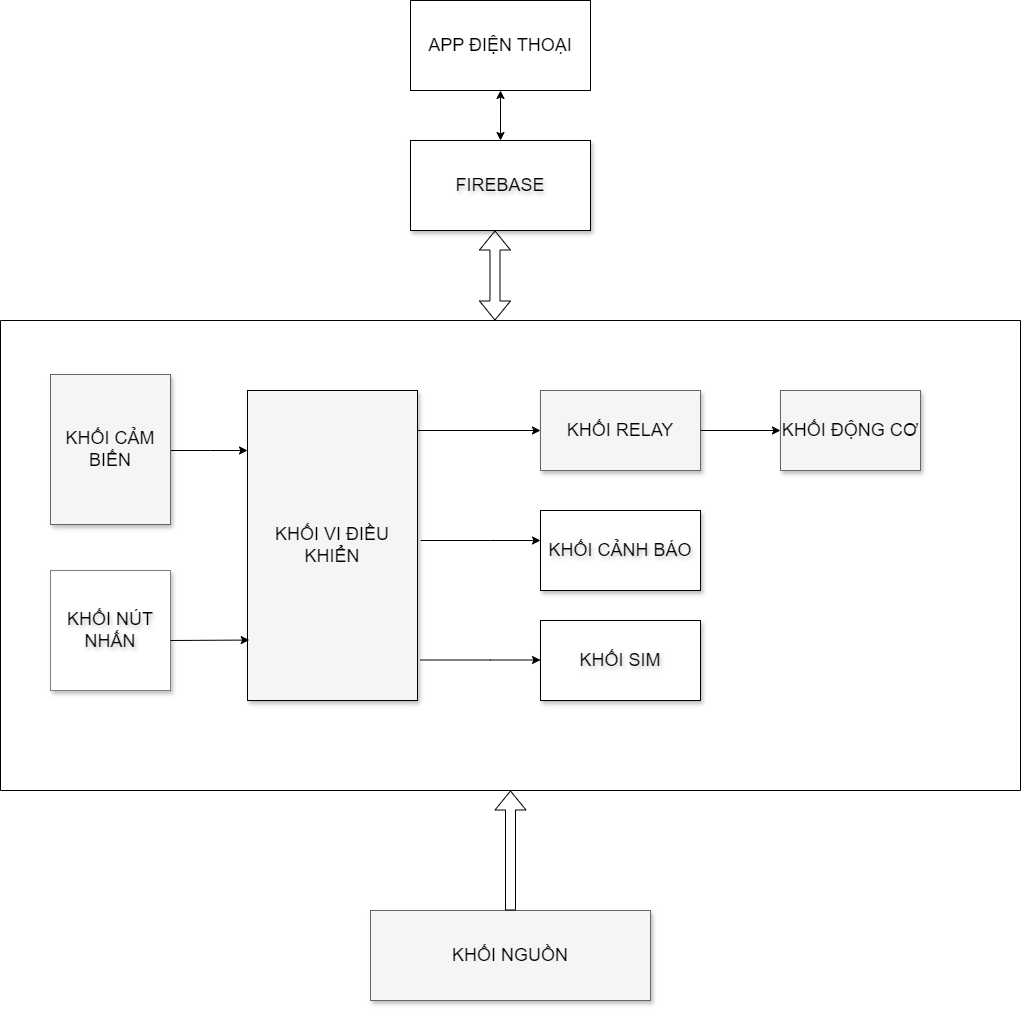 APP ĐIỆN THOẠI
FIREBASE
KHỐI CẢM
BIẾN
KHỐI RELAY
KHỐI ĐỘNG CƠ
KHỐI VI ĐIỀU
KHIỂN
KHỐI CẢNH BÁO
KHỐI NÚT
NHẤN
KHỐI SIM
KHỐI NGUỒN